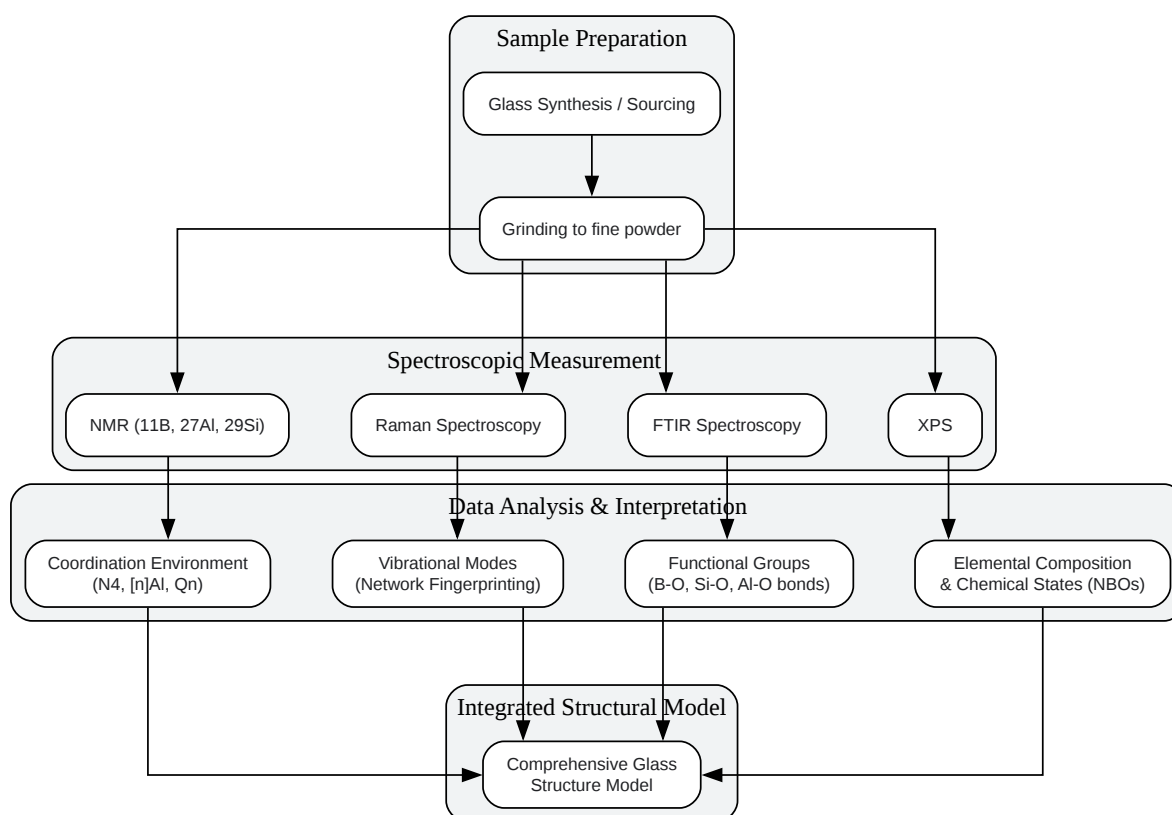 Sample Preparation
Glass Synthesis / Sourcing
Grinding to fine powder
Spectroscopic Measurement
NMR (11B, 27Al, 29Si)
Raman Spectroscopy
FTIR Spectroscopy
XPS
Data Analysis & Interpretation
Coordination Environment
(N4, [n]Al, Qn)
Vibrational Modes
(Network Fingerprinting)
Functional Groups
(B-O, Si-O, Al-O bonds)
Elemental Composition
& Chemical States (NBOs)
Integrated Structural Model
Comprehensive Glass
Structure Model